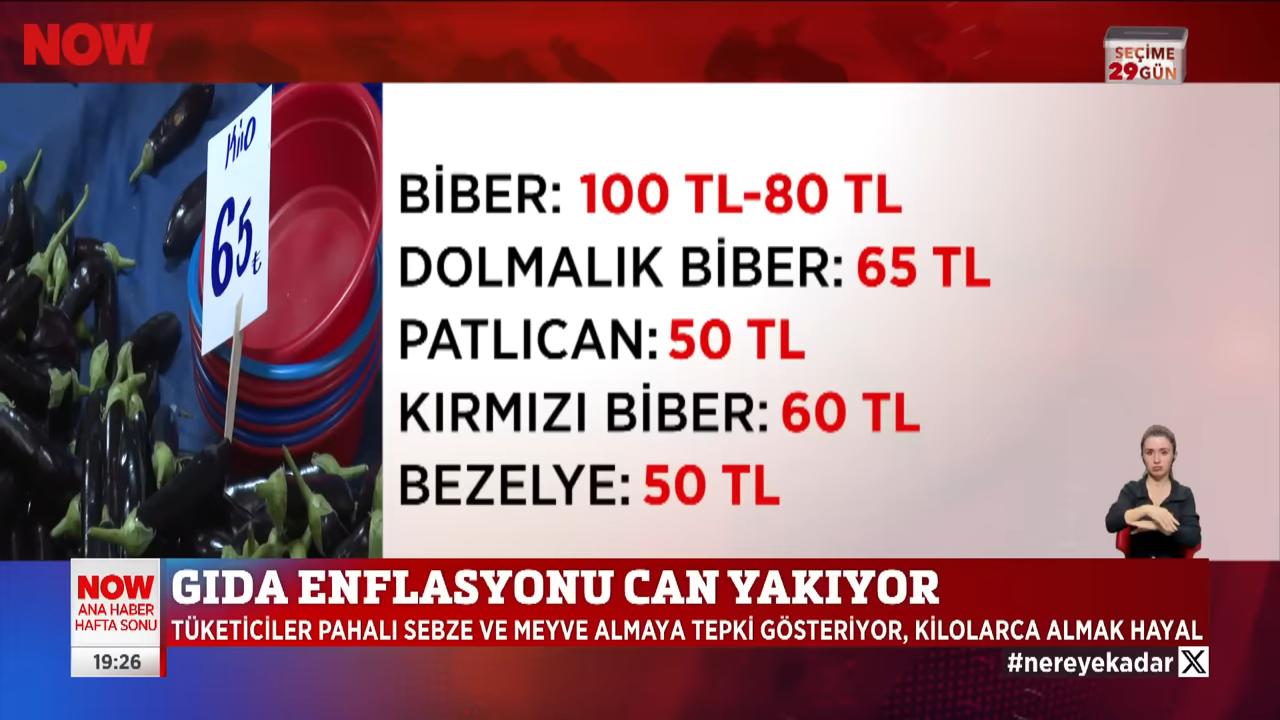 NOW
SEÇİME
29GÜN
Kilo
65₺
BİBER: 100 TL-80 TL
DOLMALIK BİBER: 65 TL
PATLICAN: 50 TL
KIRMIZI BİBER: 60 TL
BEZELYE: 50 TL
NOW
ANA HABER
HAFTA SONU
19:26
GIDA ENFLASYONU CAN YAKIYOR
TÜKETİCİLER PAHALI SEBZE VE MEYVE ALMAYA TEPKİ GÖSTERİYOR, KİLOLARCA ALMAK HAYAL
#nereyekadar X